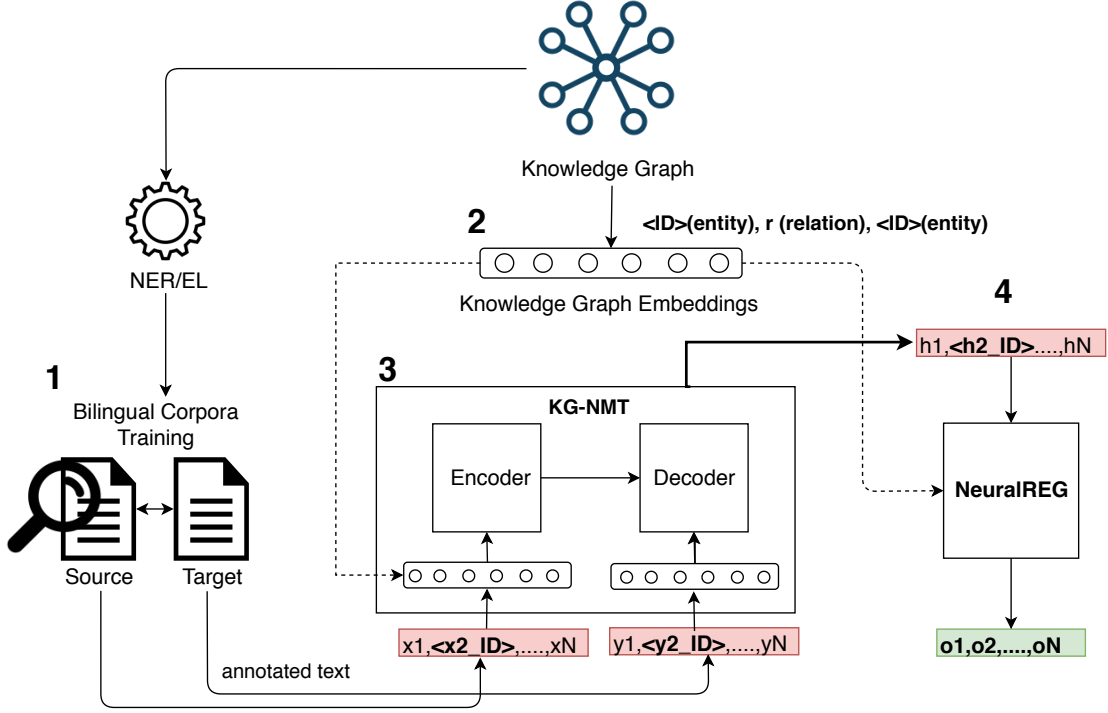 Knowledge Graph
2
<ID>(entity), r (relation), <ID>(entity)
NER/EL
Knowledge Graph Embeddings
4
h1,<h2_ID>....,hN
1
3
Bilingual Corpora
Training
KG-NMT
Encoder
Decoder
NeuralREG
Source
Target
x1,<x2_ID>,....,xN
y1,<y2_ID>,....,yN
o1,o2,....,oN
annotated text